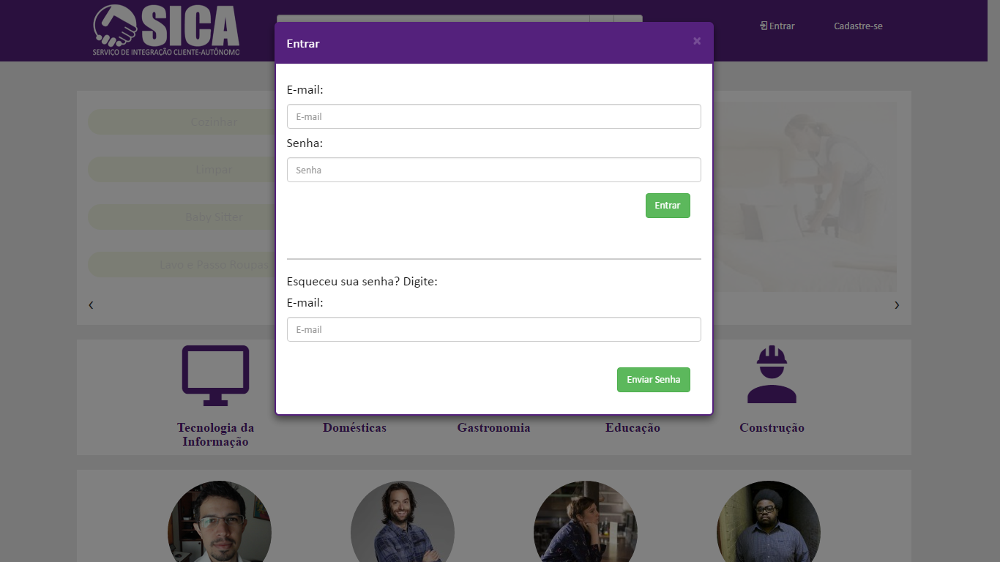 SICA
SERVIÇO DE INTEGRAÇÃO CLIENTE-AUTÔNOMO
Entrar
Cadastre-se
Entrar
×
E-mail:
E-mail
Senha:
Senha
Entrar
Esqueceu sua senha? Digite:
E-mail:
E-mail
Enviar Senha
Cozinhar
Limpar
Baby Sitter
Lavo e Passo Roupas
‹
›
Tecnologia da
Informação
Domésticas
Gastronomia
Educação
Construção